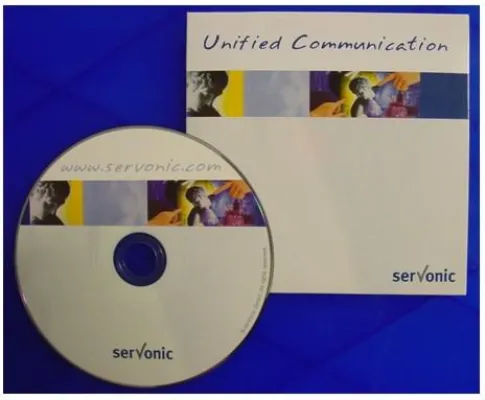 Unified Communication
servonic
www.servonic.com
servonic